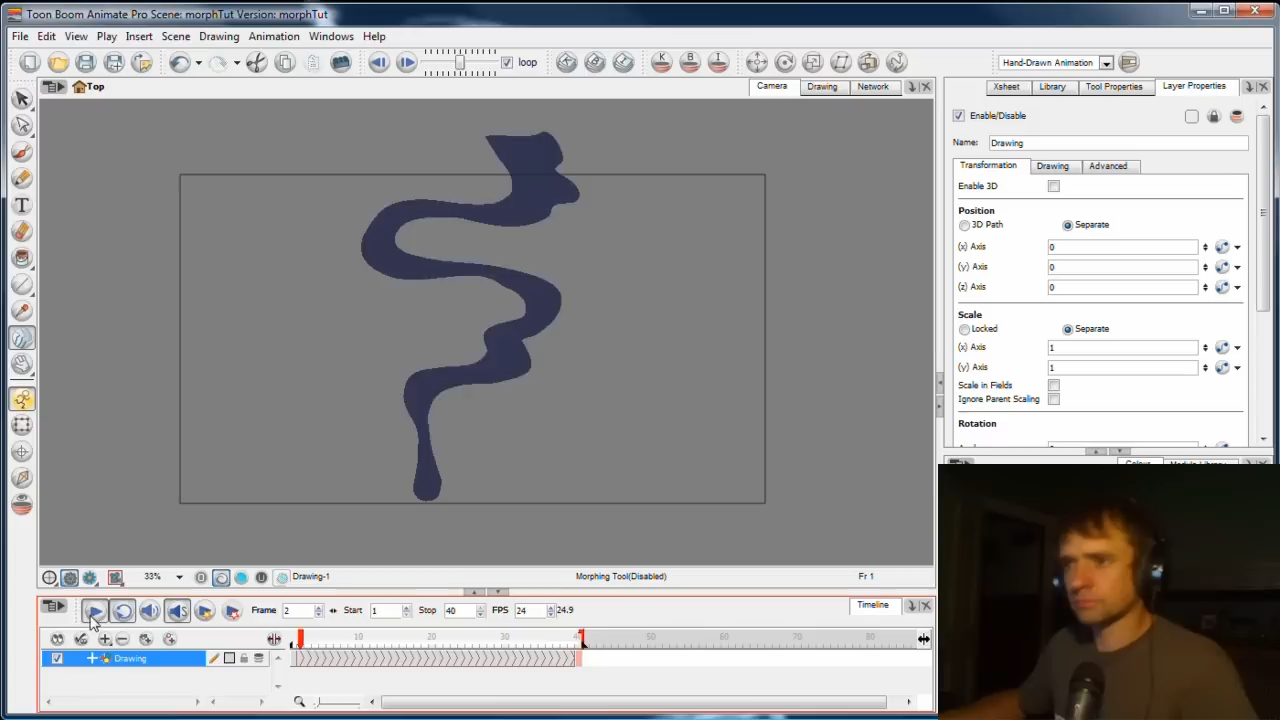 Toon Boom Animate Pro Scene: morphTut Version: morphTut
File Edit View Play Insert Scene Drawing Animation Windows Help
loop K B I Hand-Drawn Animation
Top Camera Drawing Network
Xsheet Library Tool Properties Layer Properties
Enable/Disable
Name: Drawing
Transformation Drawing Advanced
Enable 3D
Position
3D Path Separate
(x) Axis 0
(y) Axis 0
(z) Axis 0
Scale
Locked Separate
(x) Axis 1
(y) Axis 1
Scale in Fields
Ignore Parent Scaling
Rotation
33% Drawing-1 Morphing Tool(Disabled) Fr 1
Frame 2 Start 1 Stop 40 FPS 24 24.9 Timeline
10 20 30 40 50 60 70 80
Drawing